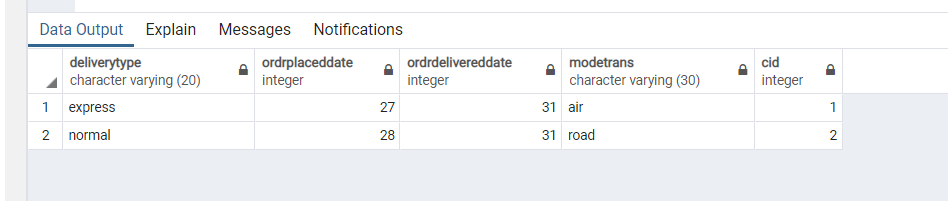 Data Output Explain Messages Notifications
deliverytype ordrplaceddate ordrdelivereddate modetrans cid
character varying (20) integer integer character varying (30) integer
1 express 27 31 air 1
2 normal 28 31 road 2